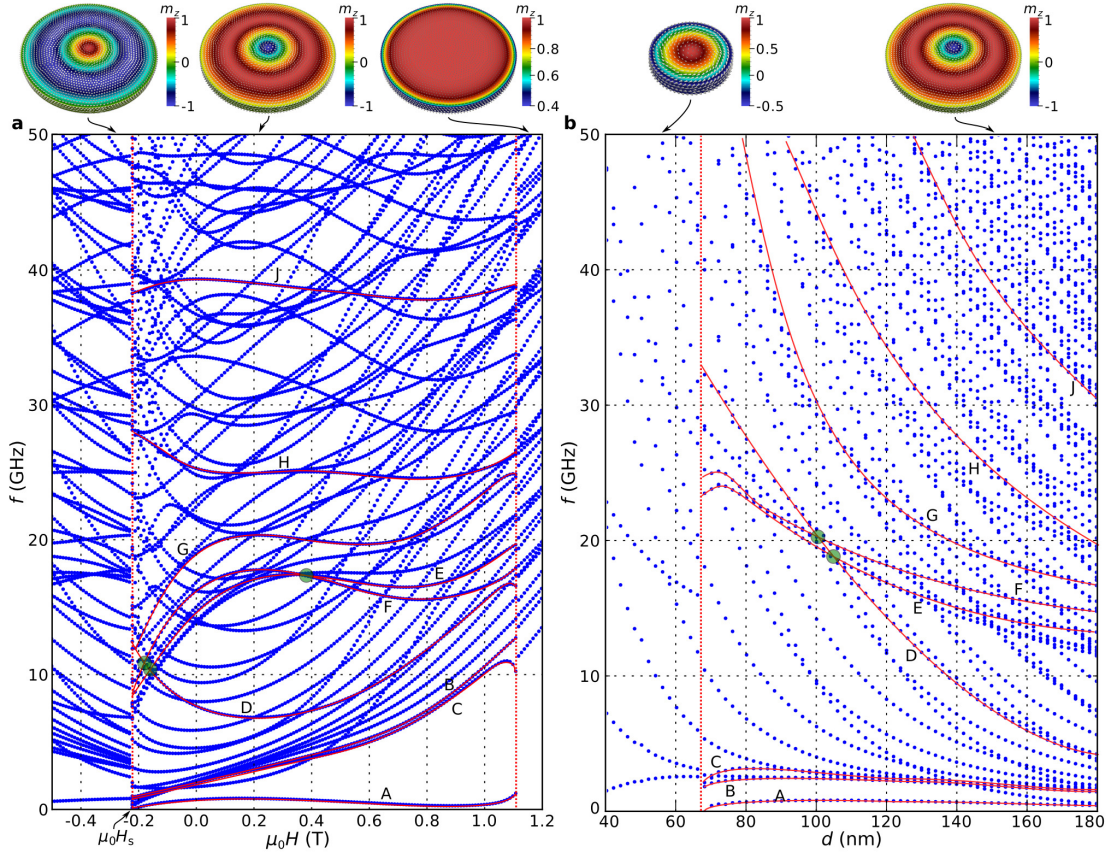 m_z
1
0
-1
m_z
1
0
-1
m_z
1
0.8
0.6
0.4
m_z
1
-0.5
0
-0.5
m_z
1
0
-1
a
b
50
40
30
20
10
0
f (GHz)
J
H
G
E
F
D
B
C
A
-0.4
-0.2
0.0
0.2
0.4
0.6
0.8
1.0
1.2
μ₀Hₛ
μ₀H (T)
50
40
30
20
10
0
f (GHz)
J
H
G
F
E
D
C
B
A
40
60
80
100
120
140
160
180
d (nm)